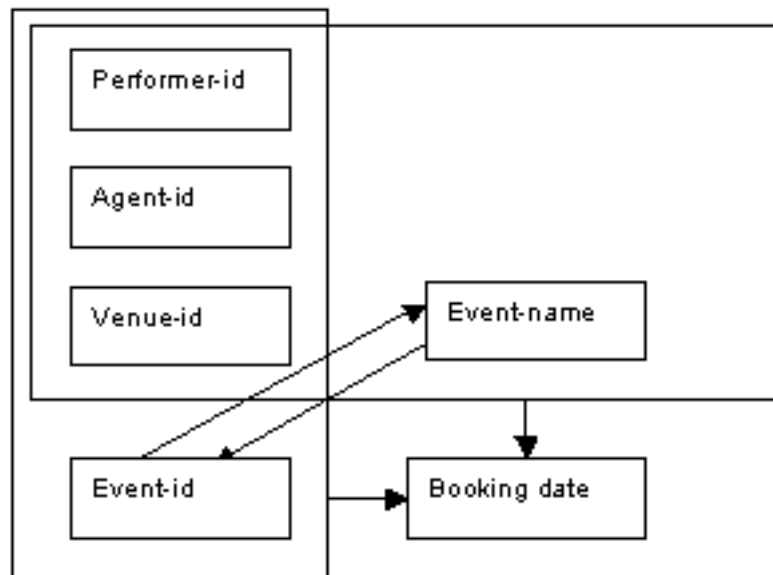 Performer-id
Agent-id
Venue-id
Event-name
Event-id
Booking date